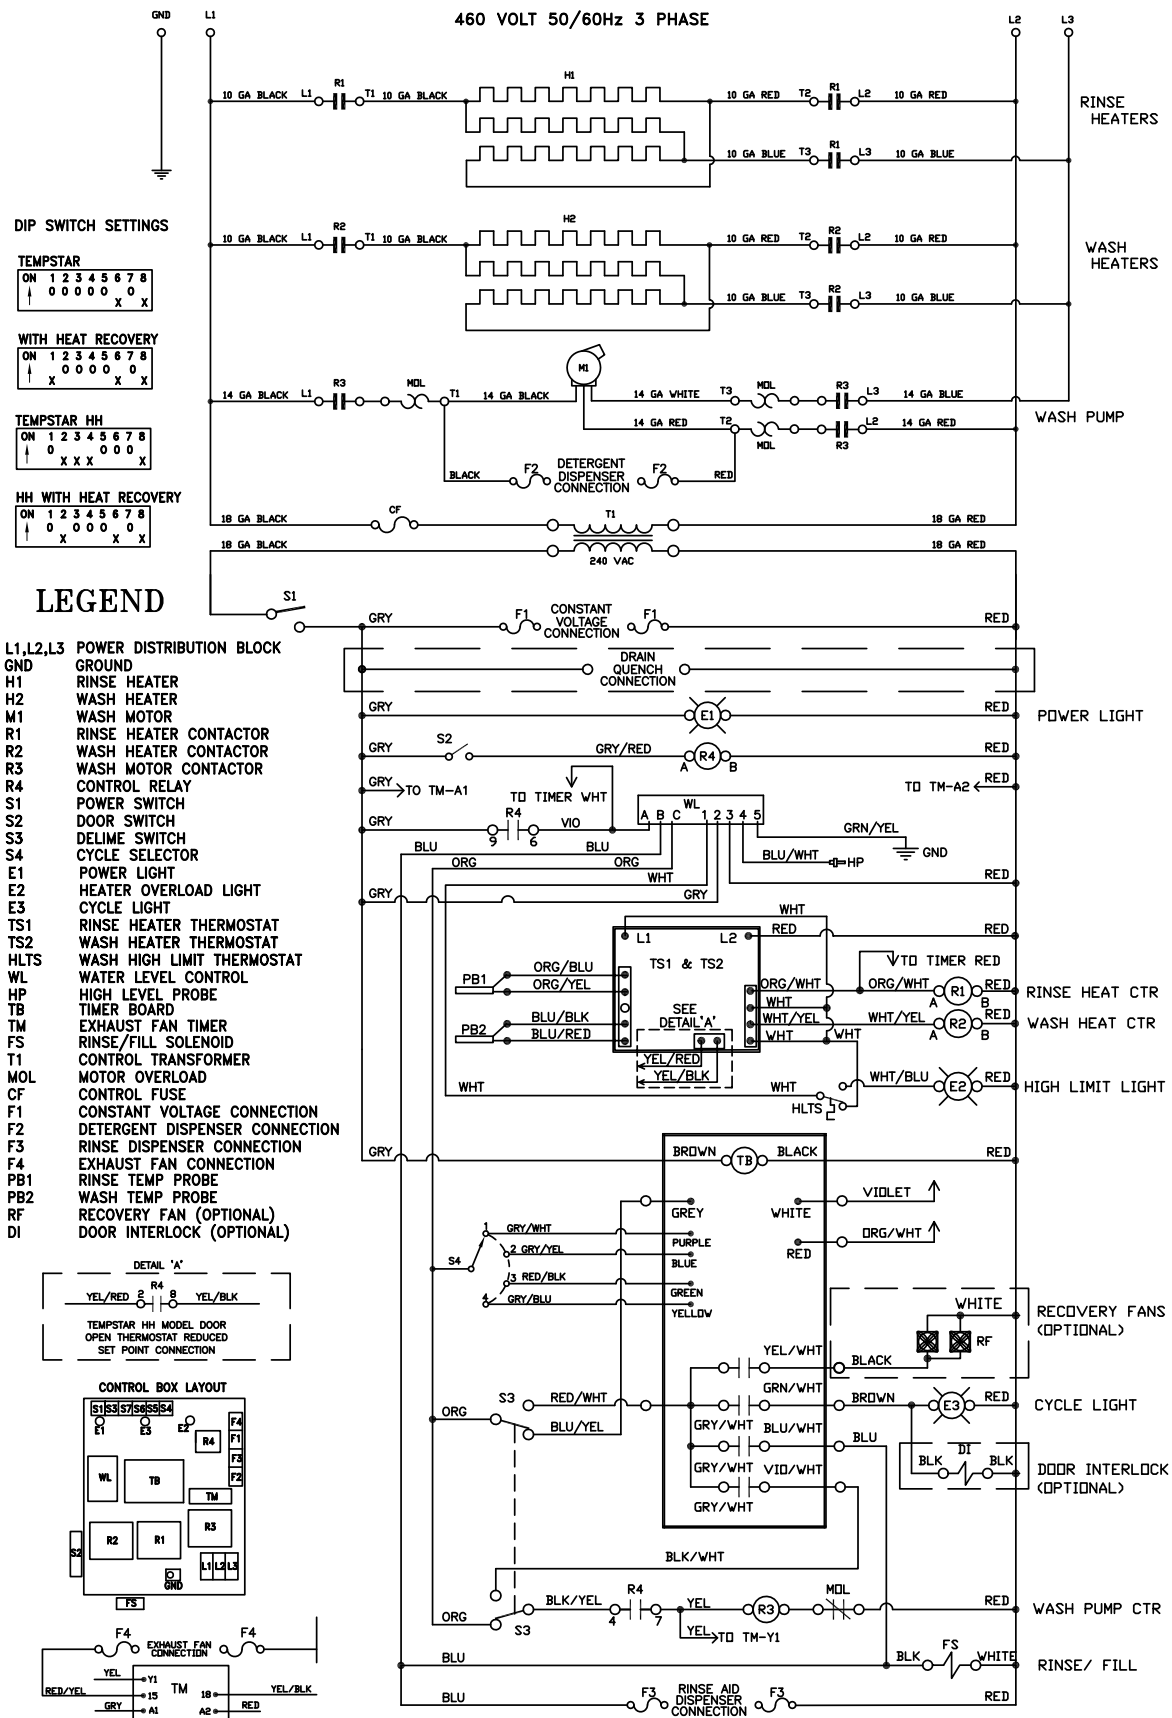 460 VOLT 50/60Hz 3 PHASE
GND L1 L2 L3
H1
10 GA BLACK L1 R1 T1 10 GA BLACK 10 GA RED T2 R1 L2 10 GA RED
RINSE
HEATERS
10 GA BLUE T3 R1 L3 10 GA BLUE
H2
10 GA BLACK L1 R2 T1 10 GA BLACK 10 GA RED T2 R2 L2 10 GA RED
WASH
HEATERS
10 GA BLUE T3 R2 L3 10 GA BLUE
M1
14 GA BLACK L1 R3 MOL T1 14 GA BLACK 14 GA WHITE T3 MOL R3 L3 14 GA BLUE
WASH PUMP
14 GA RED T2 MOL R3 L2 14 GA RED
BLACK F2 DETERGENT
DISPENSER
CONNECTION F2 RED
18 GA BLACK CF T1 18 GA RED
18 GA BLACK 240 VAC 18 GA RED
DIP SWITCH SETTINGS
TEMPSTAR
ON 1 2 3 4 5 6 7 8
0 0 0 0 0 0
X X
WITH HEAT RECOVERY
ON 1 2 3 4 5 6 7 8
0 0 0 0 0
X X X
TEMPSTAR HH
ON 1 2 3 4 5 6 7 8
0 0 0 0
X X X X
HH WITH HEAT RECOVERY
ON 1 2 3 4 5 6 7 8
0 0 0 0 0
X X X
LEGEND
L1,L2,L3 POWER DISTRIBUTION BLOCK
GND GROUND
H1 RINSE HEATER
H2 WASH HEATER
M1 WASH MOTOR
R1 RINSE HEATER CONTACTOR
R2 WASH HEATER CONTACTOR
R3 WASH MOTOR CONTACTOR
R4 CONTROL RELAY
S1 POWER SWITCH
S2 DOOR SWITCH
S3 DELIME SWITCH
S4 CYCLE SELECTOR
E1 POWER LIGHT
E2 HEATER OVERLOAD LIGHT
E3 CYCLE LIGHT
TS1 RINSE HEATER THERMOSTAT
TS2 WASH HEATER THERMOSTAT
HLTS WASH HIGH LIMIT THERMOSTAT
WL WATER LEVEL CONTROL
HP HIGH LEVEL PROBE
TB TIMER BOARD
TM EXHAUST FAN TIMER
FS RINSE/FILL SOLENOID
T1 CONTROL TRANSFORMER
MOL MOTOR OVERLOAD
CF CONTROL FUSE
F1 CONSTANT VOLTAGE CONNECTION
F2 DETERGENT DISPENSER CONNECTION
F3 RINSE DISPENSER CONNECTION
F4 EXHAUST FAN CONNECTION
PB1 RINSE TEMP PROBE
PB2 WASH TEMP PROBE
RF RECOVERY FAN (OPTIONAL)
DI DOOR INTERLOCK (OPTIONAL)
DETAIL 'A'
R4
YEL/RED 2 8 YEL/BLK
TEMPSTAR HH MODEL DOOR
OPEN THERMOSTAT REDUCED
SET POINT CONNECTION
CONTROL BOX LAYOUT
S1 S3 S7 S6 S5 S4
E1 E3 E2 F4
R4 F1
F3
F2
WL TB
TM
R2 R1 R3
S2
L1 L2 L3
GND
FS
F4 EXHAUST FAN
CONNECTION F4
YEL Y1 TM
RED/YEL 15 18 YEL/BLK
GRY A1 A2 RED
S1
GRY F1 CONSTANT
VOLTAGE
CONNECTION F1 RED
DRAIN
QUENCH
CONNECTION
GRY E1 RED POWER LIGHT
GRY S2 GRY/RED A R4 B RED
GRY TO TM-A1 TO TM-A2 RED
TO TIMER WHT
WL
A B C 1 2 3 4 5
GRY 9 R4 6 VIO
GRN/YEL
GND
BLU BLU
BLU/WHT HP
ORG ORG
WHT RED
GRY GRY
WHT
L1 L2 RED RED
TS1 & TS2
PB1 ORG/BLU
ORG/YEL
TO TIMER RED
ORG/WHT ORG/WHT A R1 B RED RINSE HEAT CTR
WHT
SEE
DETAIL'A'
PB2 BLU/BLK
BLU/RED
WHT/YEL WHT/YEL A R2 B RED WASH HEAT CTR
WHT WHT
YEL/RED
YEL/BLK
WHT WHT HLTS WHT/BLU E2 RED HIGH LIMIT LIGHT
GRY BROWN TB BLACK RED
GREY WHITE VIOLET
S4
1 GRY/WHT PURPLE
2 GRY/YEL BLUE
RED ORG/WHT
3 RED/BLK GREEN
4 GRY/BLU YELLOW
WHITE
RF
RECOVERY FANS
(OPTIONAL)
YEL/WHT BLACK
ORG S3 RED/WHT GRN/WHT BROWN E3 RED CYCLE LIGHT
BLU/YEL GRY/WHT BLU/WHT BLU
GRY/WHT VIO/WHT
GRY/WHT
BLK DI BLK
DOOR INTERLOCK
(OPTIONAL)
BLK/WHT
ORG S3 BLK/YEL 4 R4 7 YEL R3 MOL RED WASH PUMP CTR
YEL TO TM-Y1
BLU BLK FS WHITE RINSE/ FILL
BLU F3 RINSE AID
DISPENSER
CONNECTION F3 RED